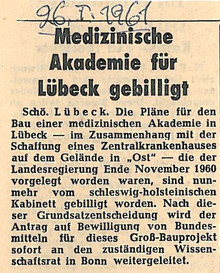 26. I. 1961
Medizinische
Akademie für
Lübeck gebilligt
Schö. Lübeck. Die Pläne für den
Bau einer medizinischen Akademie in
Lübeck — im Zusammenhang mit der
Schaffung eines Zentralkrankenhauses
auf dem Gelände in „Ost" — die der
Landesregierung Ende November 1960
vorgelegt worden waren, sind nun-
mehr vom schleswig-holsteinischen
Kabinett gebilligt worden. Nach die-
ser Grundsatzentscheidung wird der
Antrag auf Bewilligung von Bundes-
mitteln für dieses Groß-Bauprojekt
sofort an den zuständigen Wissen-
schaftsrat in Bonn weitergeleitet.